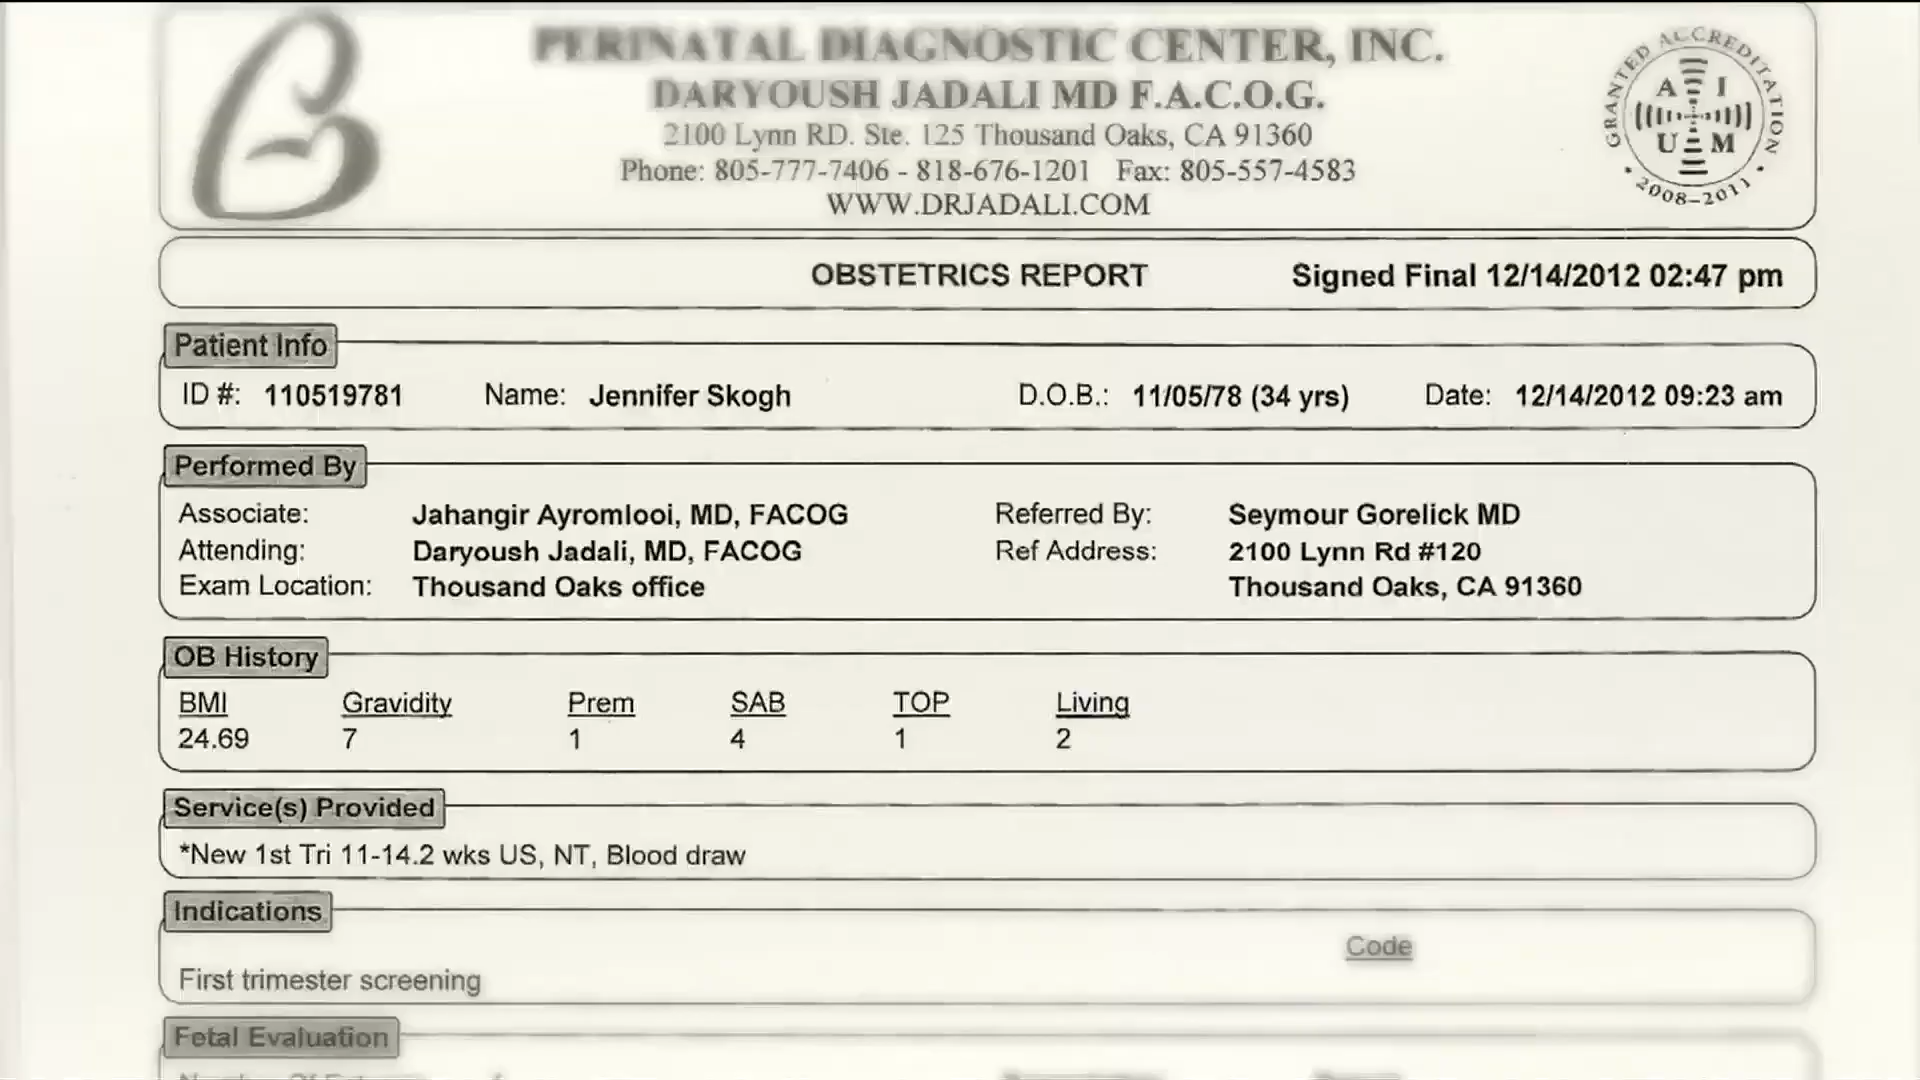 PERINATAL DIAGNOSTIC CENTER, INC.
DARYOUSH JADALI MD F.A.C.O.G.
2100 Lynn RD. Ste. 125 Thousand Oaks, CA 91360
Phone: 805-777-7406 - 818-676-1201 Fax: 805-557-4583
WWW.DRJADALI.COM
GRANTED ACCREDITATION
A I
U M
• 2008-2011 •
OBSTETRICS REPORT Signed Final 12/14/2012 02:47 pm
Patient Info
ID #: 110519781 Name: Jennifer Skogh D.O.B.: 11/05/78 (34 yrs) Date: 12/14/2012 09:23 am
Performed By
Associate: Jahangir Ayromlooi, MD, FACOG Referred By: Seymour Gorelick MD
Attending: Daryoush Jadali, MD, FACOG Ref Address: 2100 Lynn Rd #120
Exam Location: Thousand Oaks office Thousand Oaks, CA 91360
OB History
BMI Gravidity Prem SAB TOP Living
24.69 7 1 4 1 2
Service(s) Provided
*New 1st Tri 11-14.2 wks US, NT, Blood draw
Indications
Code
First trimester screening
Fetal Evaluation